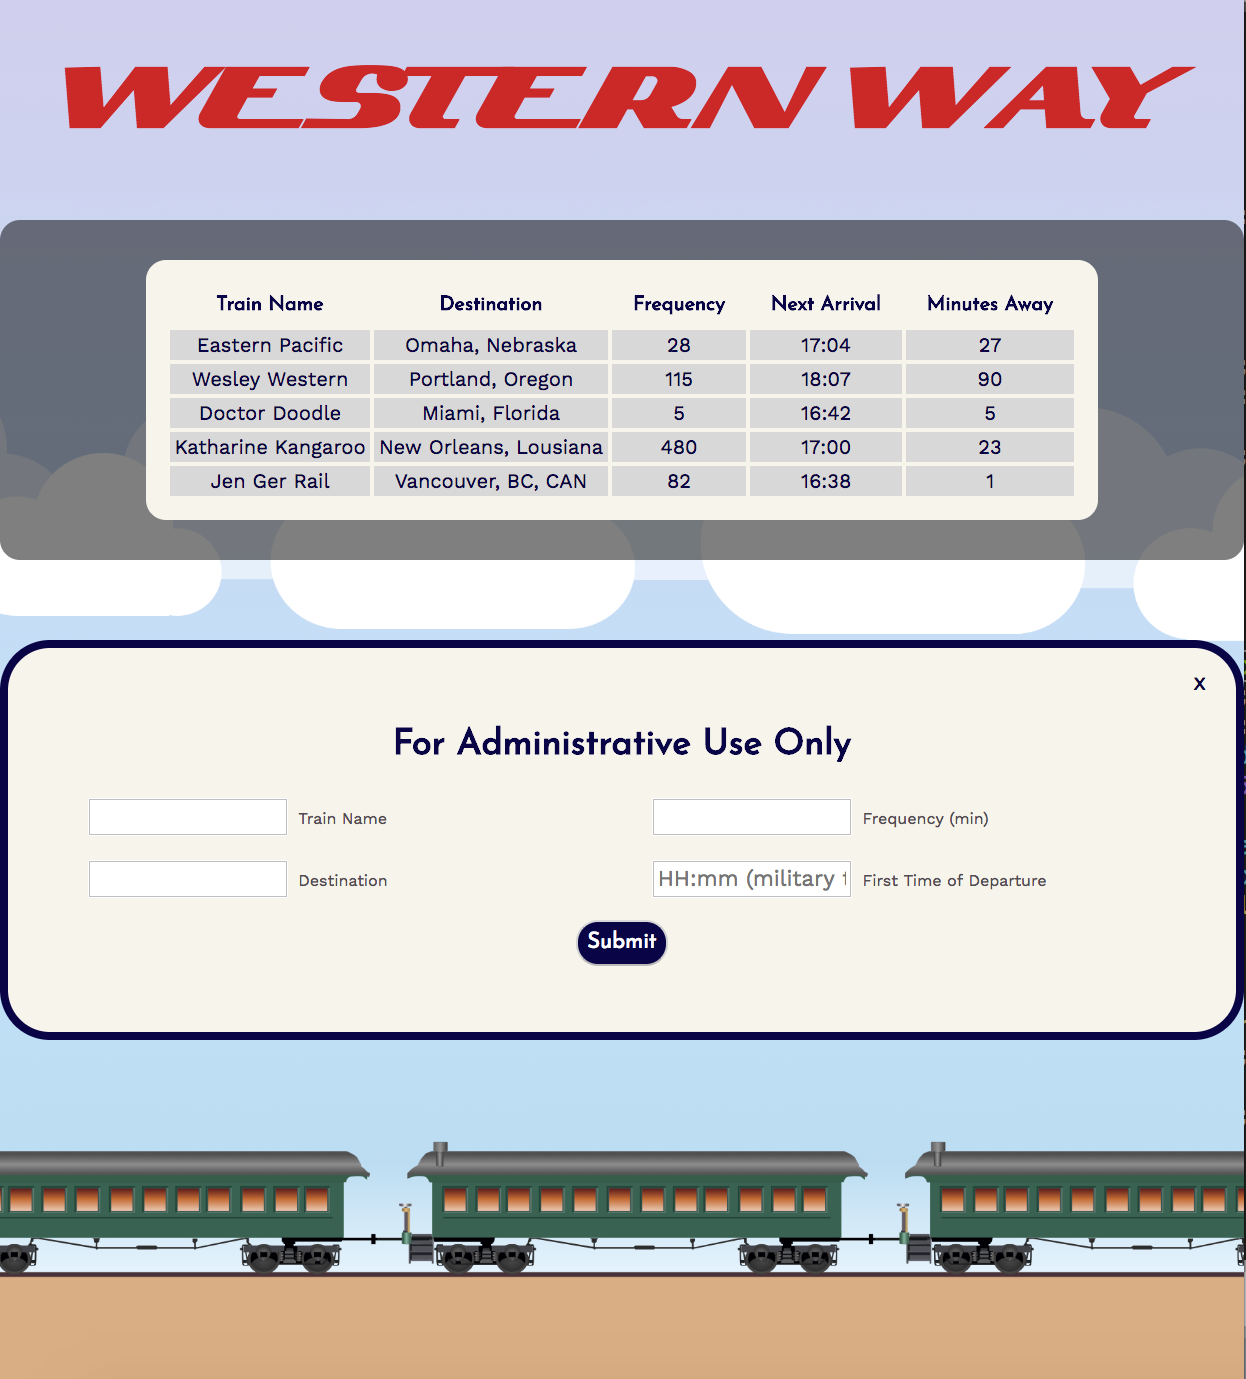 WESTERN WAY
Train Name Destination Frequency Next Arrival Minutes Away
Eastern Pacific Omaha, Nebraska 28 17:04 27
Wesley Western Portland, Oregon 115 18:07 90
Doctor Doodle Miami, Florida 5 16:42 5
Katharine Kangaroo New Orleans, Lousiana 480 17:00 23
Jen Ger Rail Vancouver, BC, CAN 82 16:38 1
x
For Administrative Use Only
Train Name Frequency (min)
Destination HH:mm (military First Time of Departure
Submit